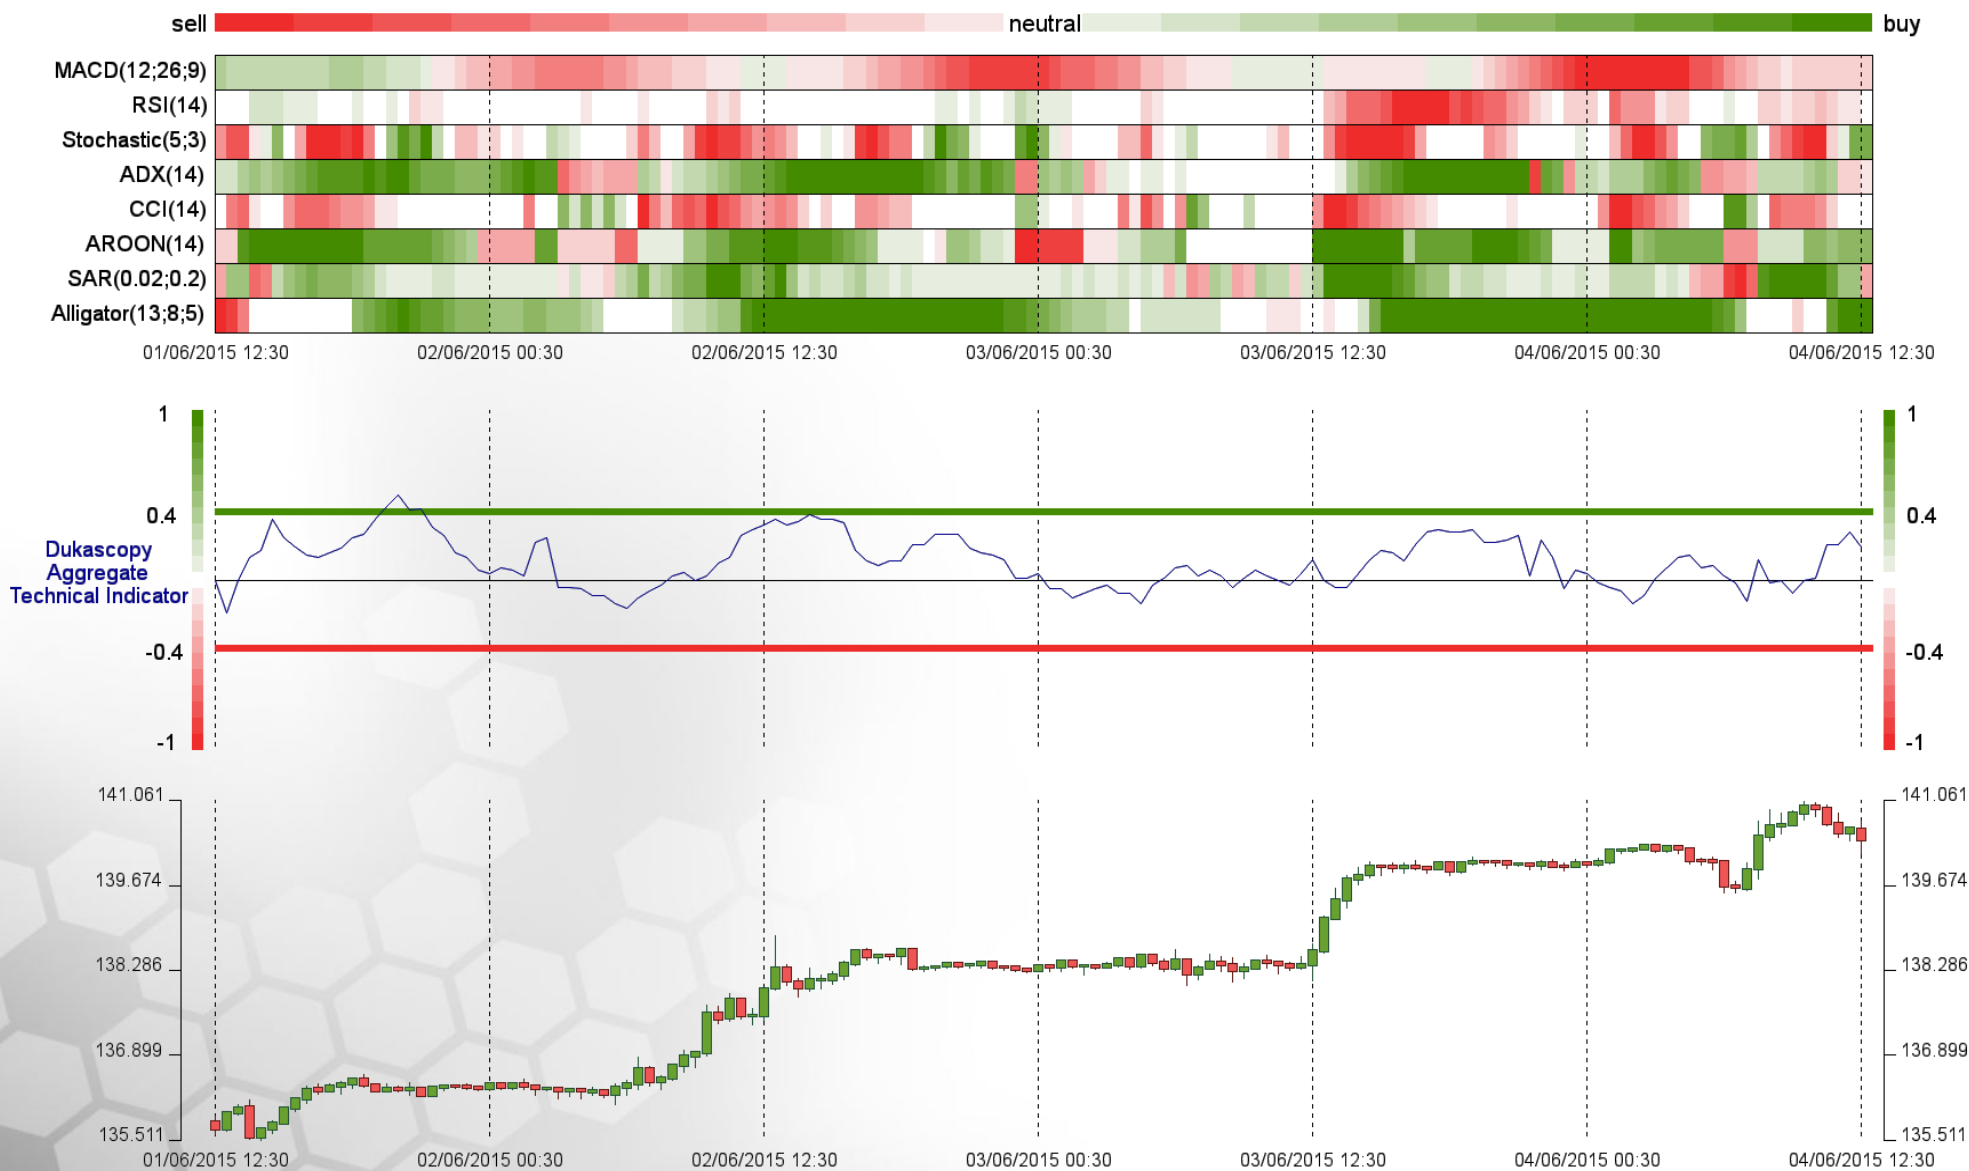 sell neutral buy
MACD(12;26;9)
RSI(14)
Stochastic(5;3)
ADX(14)
CCI(14)
AROON(14)
SAR(0.02;0.2)
Alligator(13;8;5)
01/06/2015 12:30 02/06/2015 00:30 02/06/2015 12:30 03/06/2015 00:30 03/06/2015 12:30 04/06/2015 00:30 04/06/2015 12:30
1 1
0.4 0.4
Dukascopy
Aggregate
Technical Indicator
-0.4 -0.4
-1 -1
141.061 141.061
139.674 139.674
138.286 138.286
136.899 136.899
135.511 135.511
01/06/2015 12:30 02/06/2015 00:30 02/06/2015 12:30 03/06/2015 00:30 03/06/2015 12:30 04/06/2015 00:30 04/06/2015 12:30